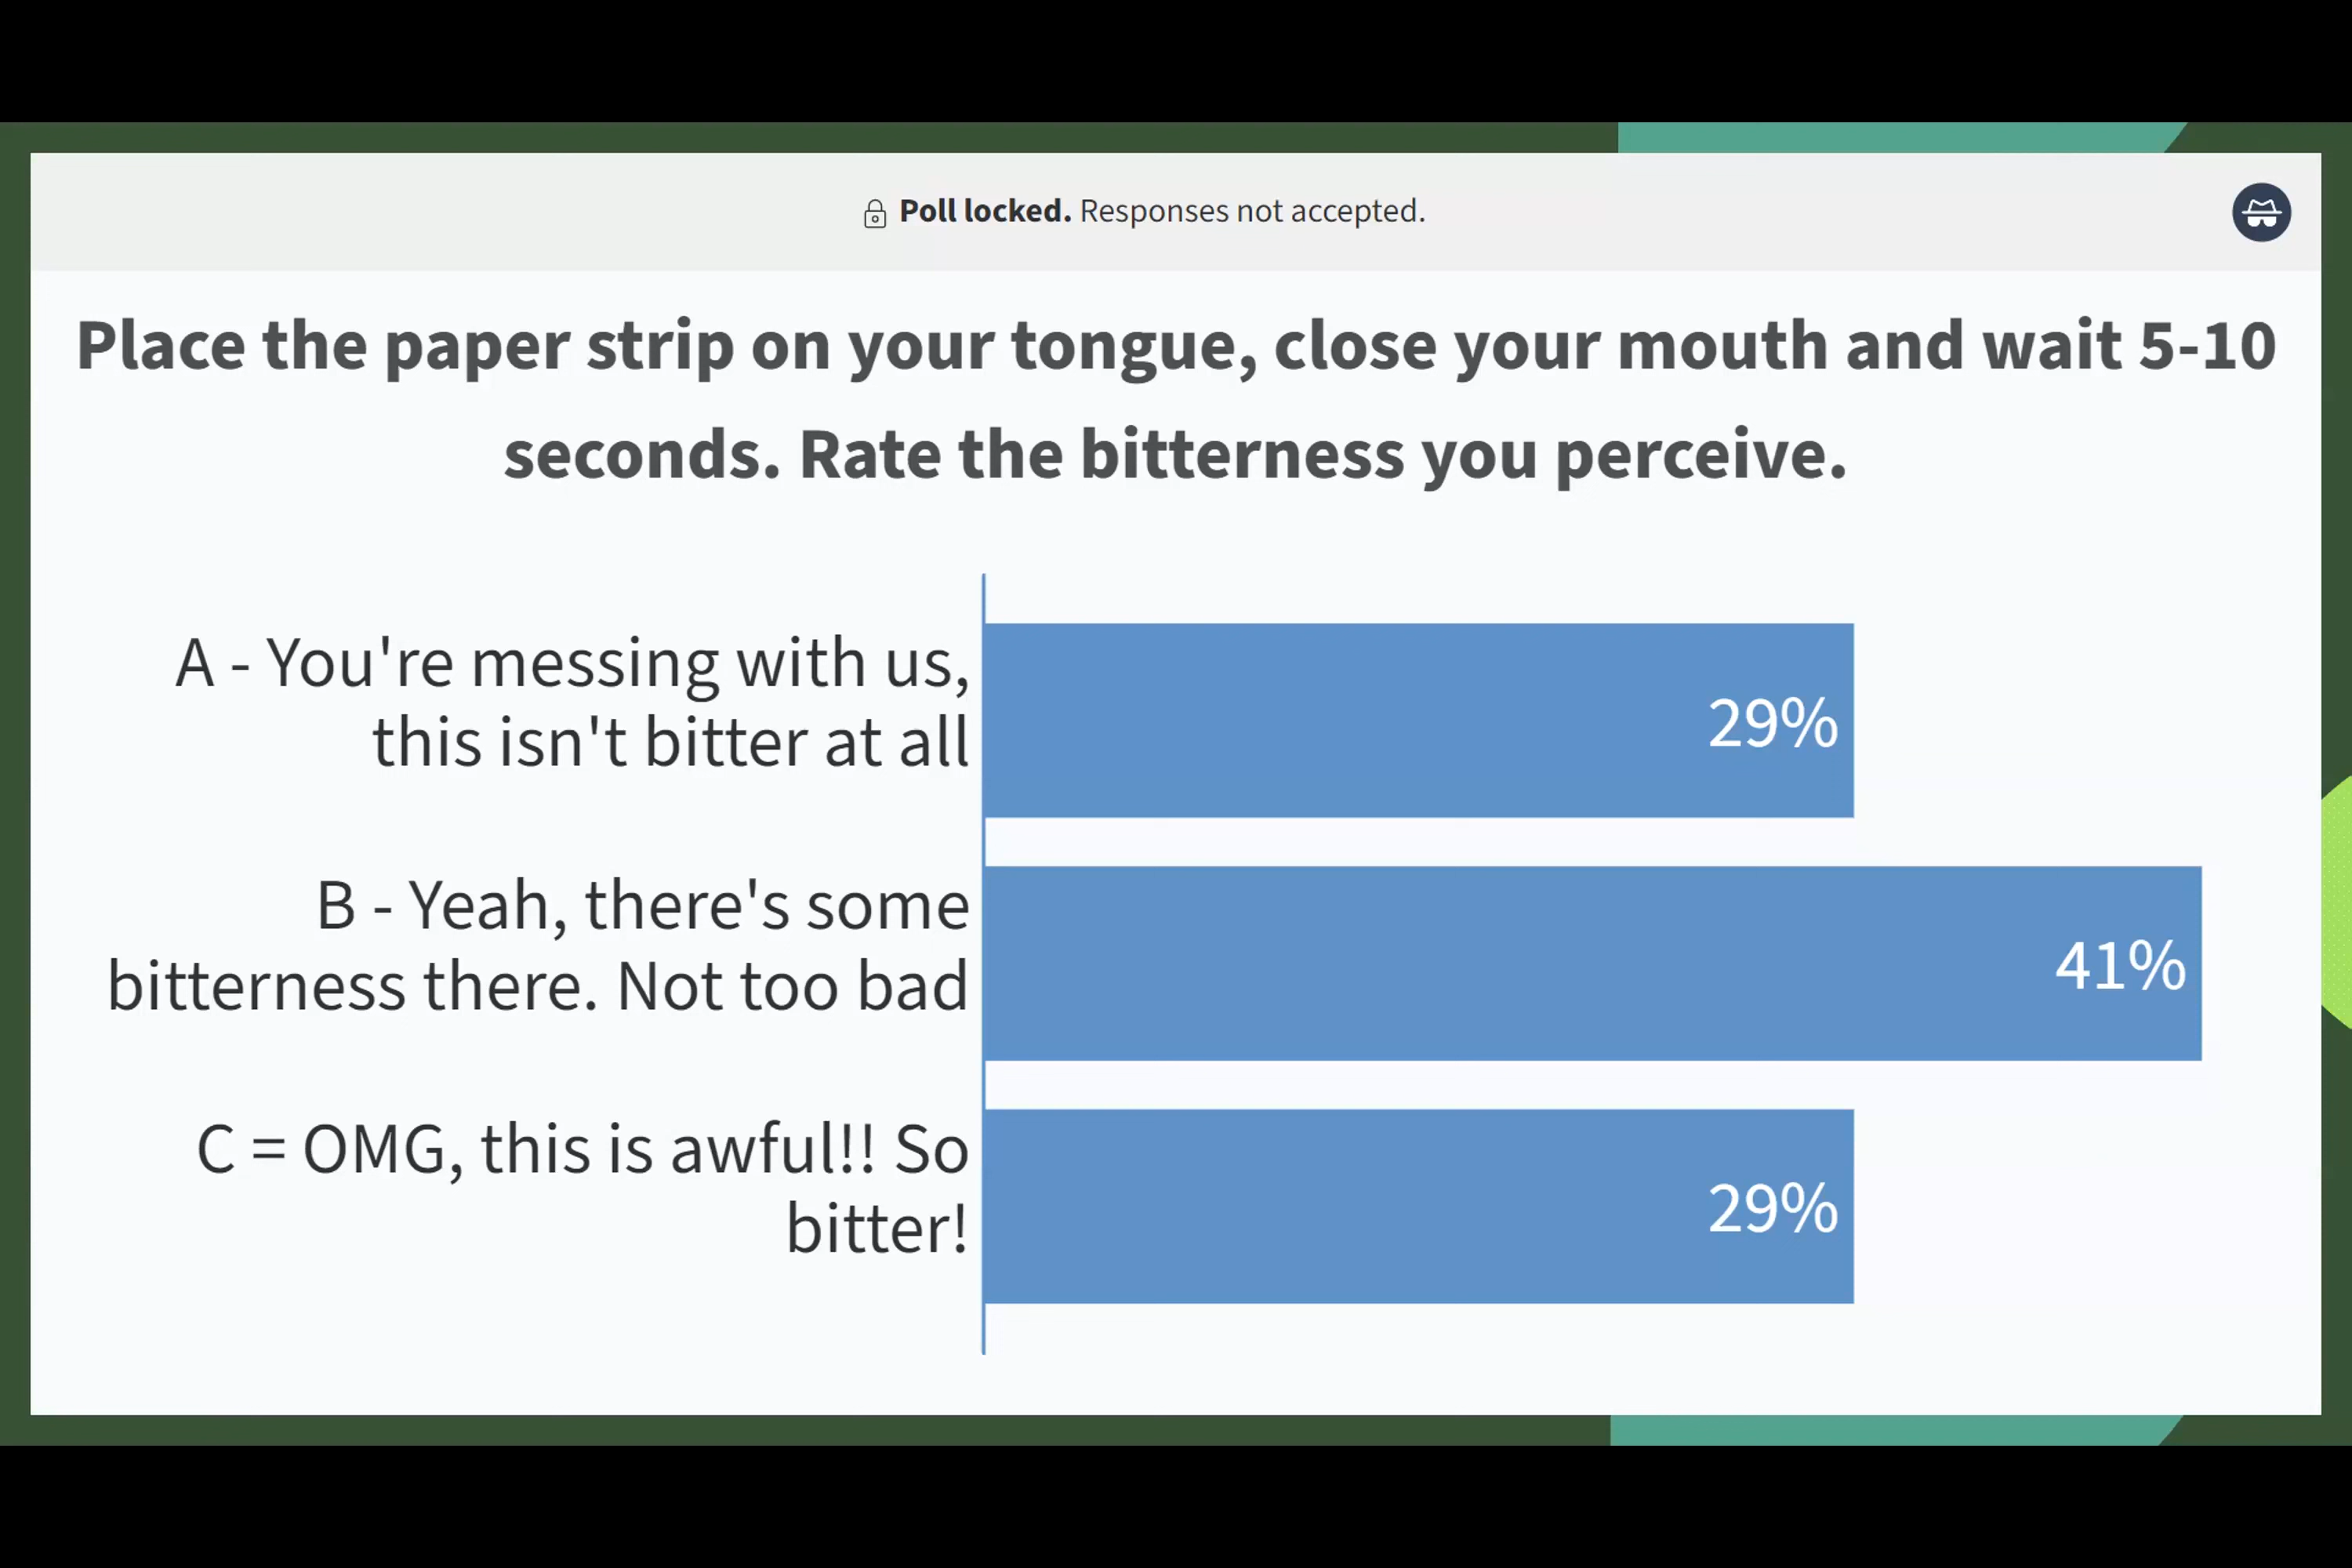 Poll locked. Responses not accepted.
Place the paper strip on your tongue, close your mouth and wait 5-10
seconds. Rate the bitterness you perceive.
A - You're messing with us,
this isn't bitter at all
29%
B - Yeah, there's some
bitterness there. Not too bad
41%
C = OMG, this is awful!! So
bitter!
29%